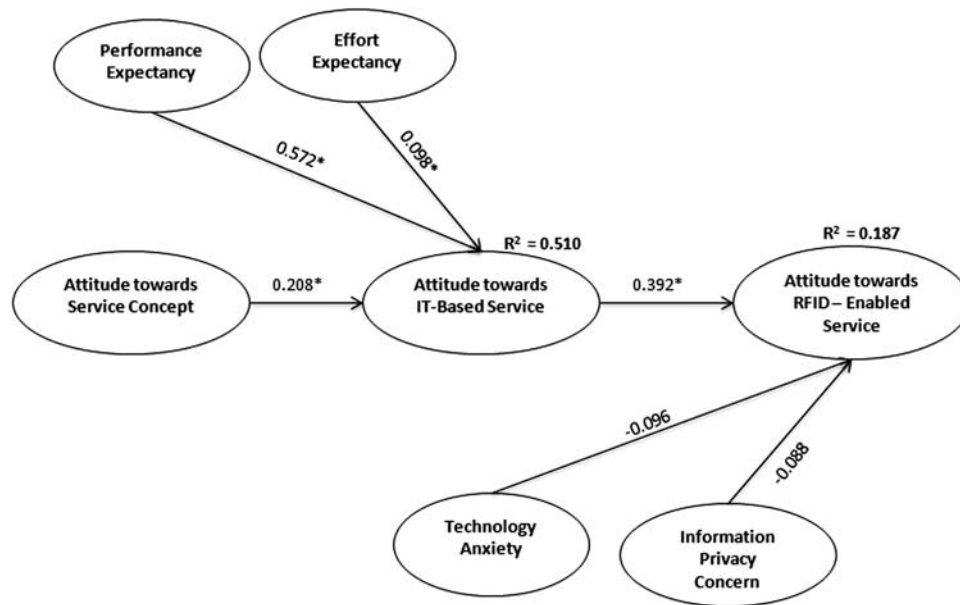 Performance
Expectancy
Effort
Expectancy
0.572*
0.098*
R² = 0.510
R² = 0.187
Attitude towards
Service Concept
0.208*
Attitude towards
IT-Based Service
0.392*
Attitude towards
RFID – Enabled
Service
-0.096
-0.088
Technology
Anxiety
Information
Privacy
Concern